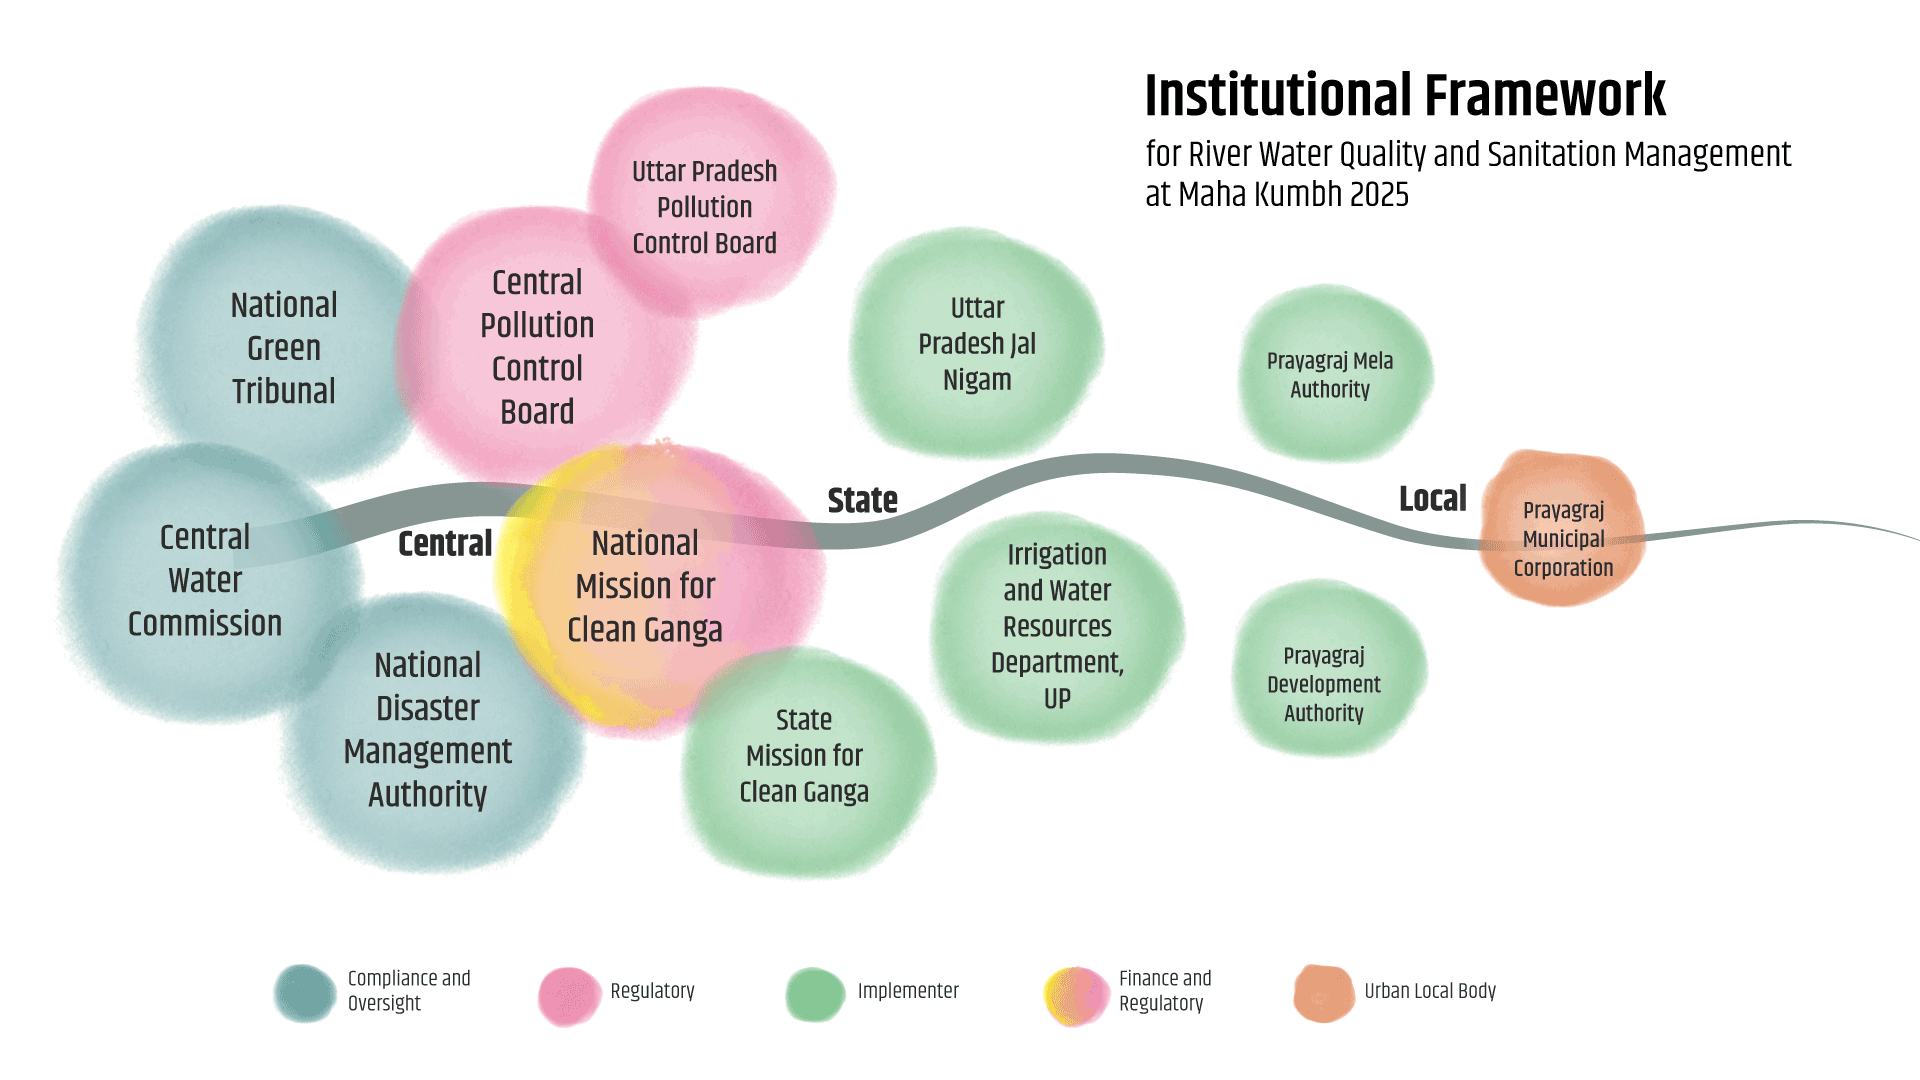 Institutional Framework
for River Water Quality and Sanitation Management
at Maha Kumbh 2025
Uttar Pradesh
Pollution
Control Board
National
Green
Tribunal
Central
Pollution
Control
Board
Uttar
Pradesh Jal
Nigam
Prayagraj Mela
Authority
Central
Water
Commission
Central
National
Mission for
Clean Ganga
State
Local
Prayagraj
Municipal
Corporation
Irrigation
and Water
Resources
Department,
UP
National
Disaster
Management
Authority
State
Mission for
Clean Ganga
Prayagraj
Development
Authority
Compliance and
Oversight
Regulatory
Implementer
Finance and
Regulatory
Urban Local Body